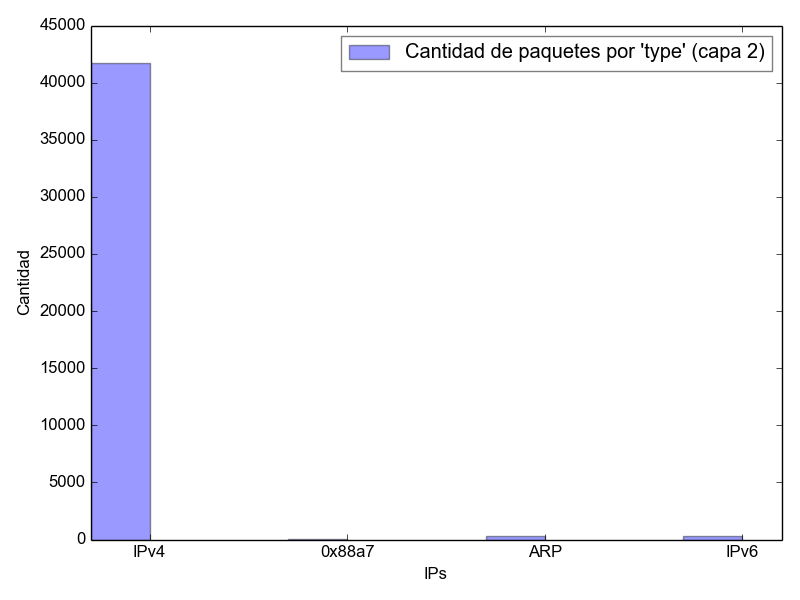 Cantidad de paquetes por 'type' (capa 2)
45000
40000
35000
30000
25000
20000
15000
10000
5000
0
Cantidad
IPv4 0x88a7 ARP IPv6
IPs